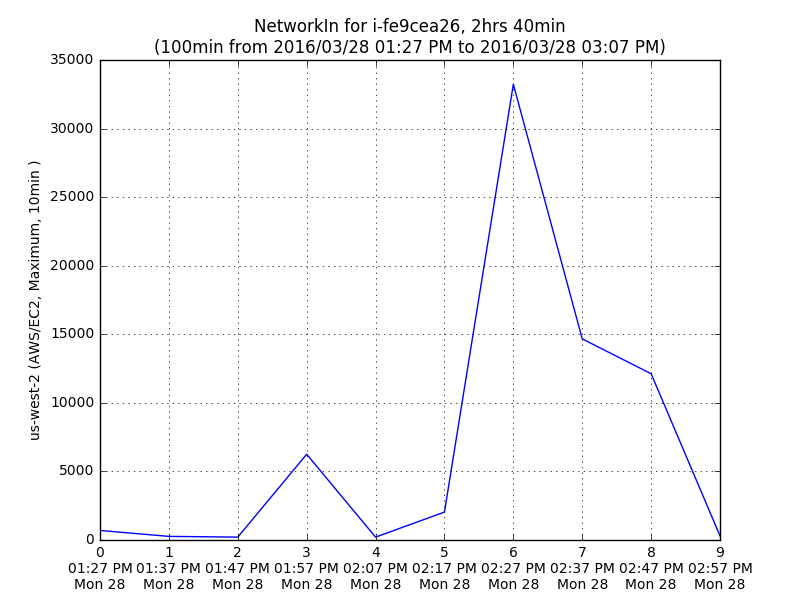 NetworkIn for i-fe9cea26, 2hrs 40min
(100min from 2016/03/28 01:27 PM to 2016/03/28 03:07 PM)
us-west-2 (AWS/EC2, Maximum, 10min )
35000
30000
25000
20000
15000
10000
5000
0
0 1 2 3 4 5 6 7 8 9
01:27 PM 01:37 PM 01:47 PM 01:57 PM 02:07 PM 02:17 PM 02:27 PM 02:37 PM 02:47 PM 02:57 PM
Mon 28 Mon 28 Mon 28 Mon 28 Mon 28 Mon 28 Mon 28 Mon 28 Mon 28 Mon 28